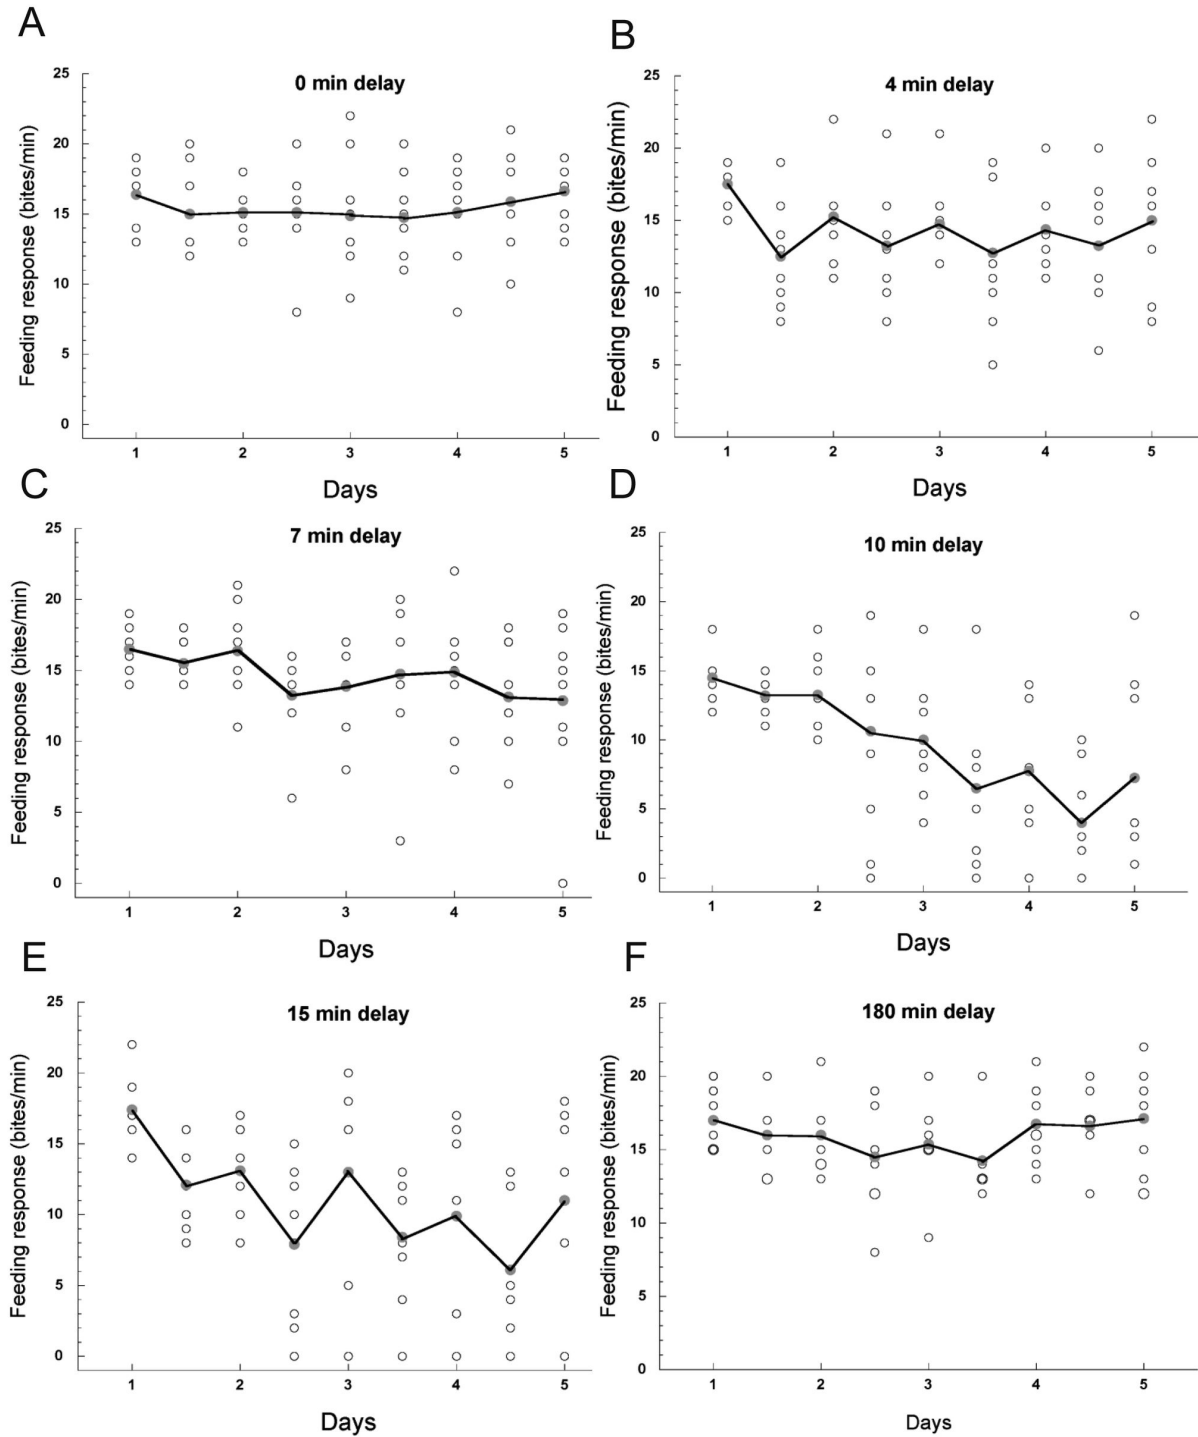 A
0 min delay
Feeding response (bites/min)
25
20
15
10
5
0
1 2 3 4 5
Days
B
4 min delay
Feeding response (bites/min)
25
20
15
10
5
0
1 2 3 4 5
Days
C
7 min delay
Feeding response (bites/min)
25
20
15
10
5
0
1 2 3 4 5
Days
D
10 min delay
Feeding response (bites/min)
25
20
15
10
5
0
1 2 3 4 5
Days
E
15 min delay
Feeding response (bites/min)
25
20
15
10
5
0
1 2 3 4 5
Days
F
180 min delay
Feeding response (bites/min)
25
20
15
10
5
0
1 2 3 4 5
Days